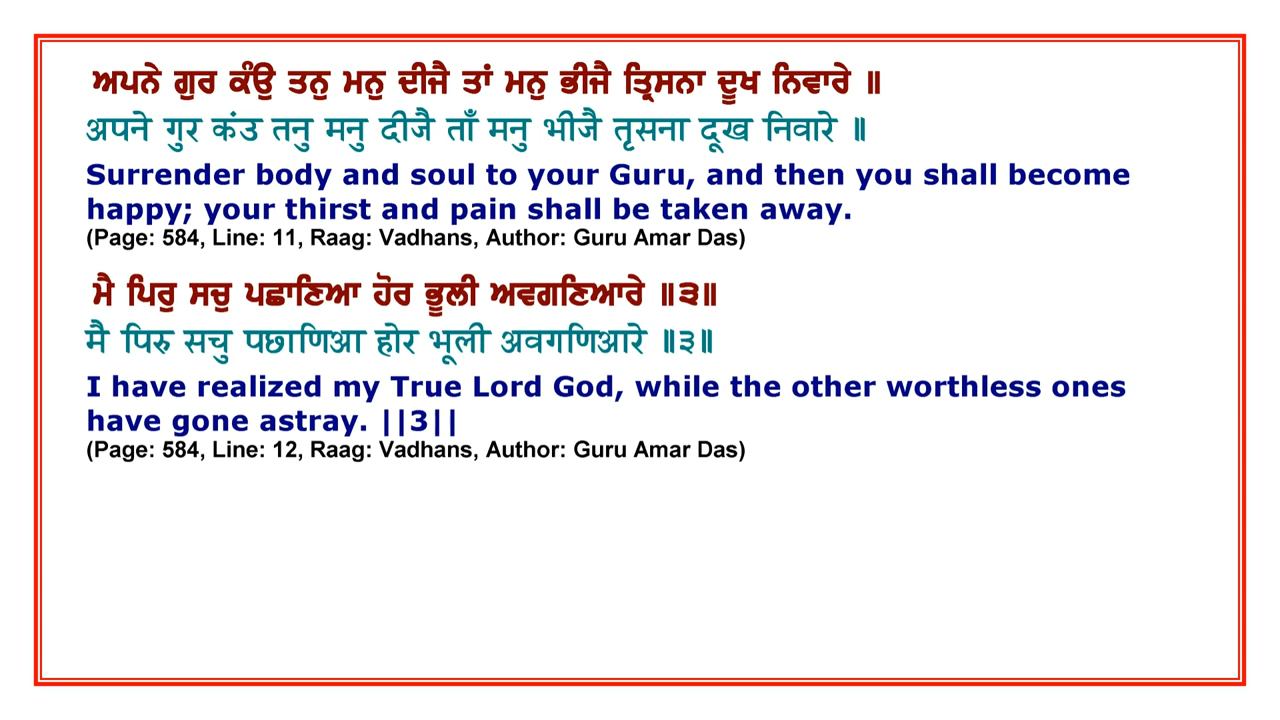 ਅਪਨੇ ਗੁਰ ਕੰਉ ਤਨੁ ਮਨੁ ਦੀਜੈ ਤਾਂ ਮਨੁ ਭੀਜੈ ਤ੍ਰਿਸਨਾ ਦੂਖ ਨਿਵਾਰੇ ॥
अपने गुर कंउ तनु मनु दीजै ताँ मनु भीजै तृसना दूख निवारे ॥
Surrender body and soul to your Guru, and then you shall become
happy; your thirst and pain shall be taken away.
(Page: 584, Line: 11, Raag: Vadhans, Author: Guru Amar Das)
ਮੈ ਪਿਰੁ ਸਚੁ ਪਛਾਣਿਆ ਹੋਰ ਭੂਲੀ ਅਵਗਣਿਆਰੇ ॥੩॥
मै पिरु सचु पछाणिआ होर भूली अवगणिआरे ॥३॥
I have realized my True Lord God, while the other worthless ones
have gone astray. ||3||
(Page: 584, Line: 12, Raag: Vadhans, Author: Guru Amar Das)